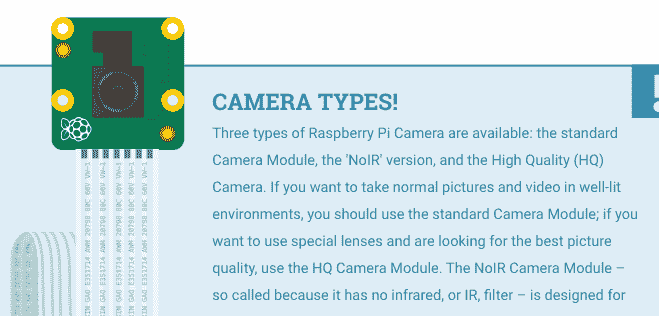 CAMERA TYPES!
Three types of Raspberry Pi Camera are available: the standard
Camera Module, the 'NoIR' version, and the High Quality (HQ)
Camera. If you want to take normal pictures and video in well-lit
environments, you should use the standard Camera Module; if you
want to use special lenses and are looking for the best picture
quality, use the HQ Camera Module. The NoIR Camera Module –
so called because it has no infrared, or IR, filter – is designed for